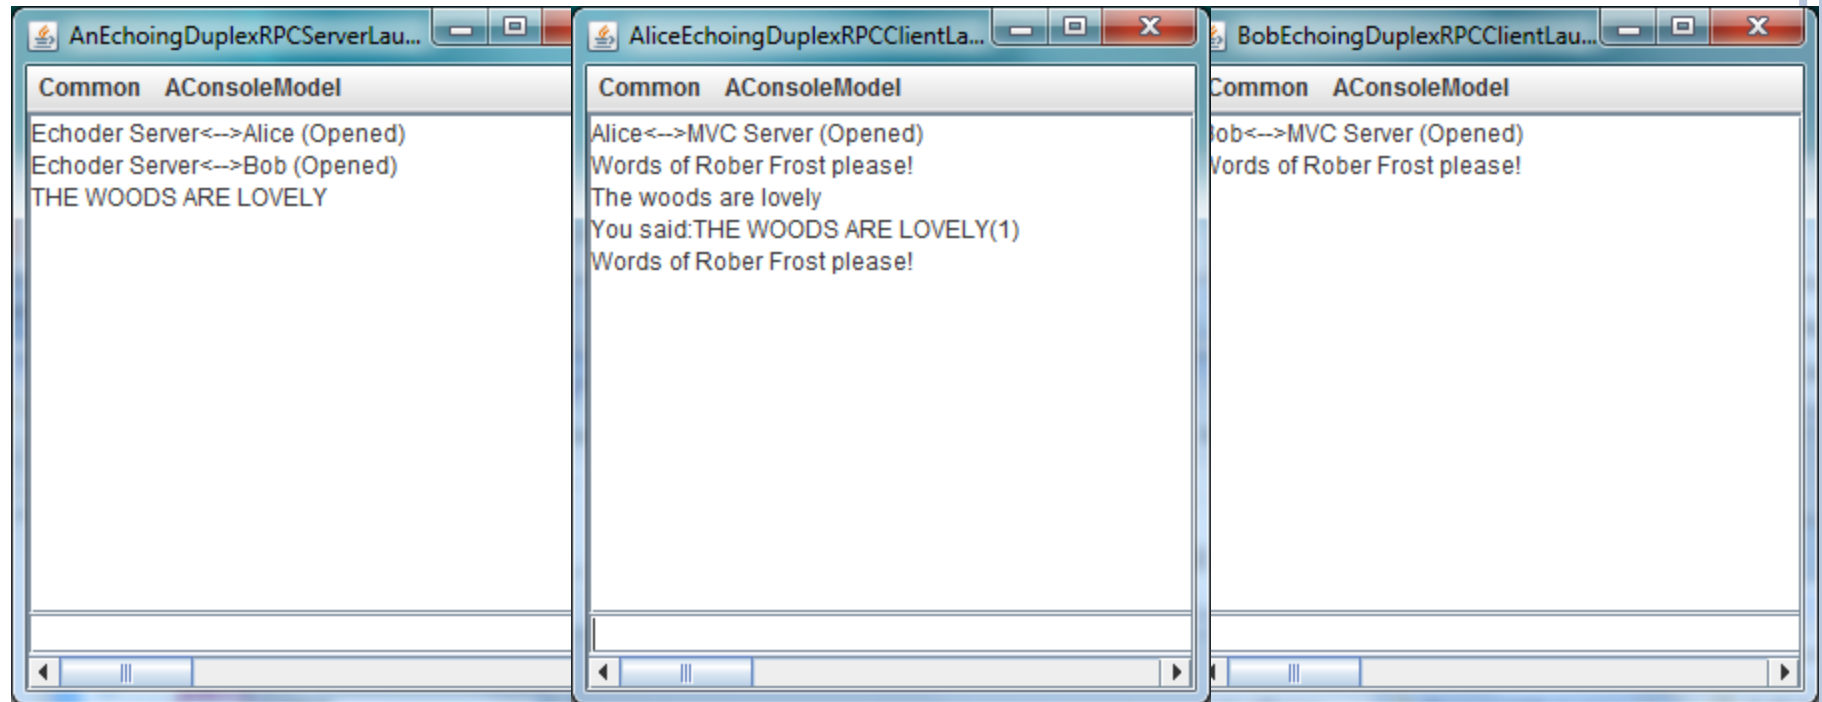 AnEchoingDuplexRPCServerLau...
Common AConsoleModel
Echoder Server<-->Alice (Opened)
Echoder Server<-->Bob (Opened)
THE WOODS ARE LOVELY
AliceEchoingDuplexRPCClientLa...
Common AConsoleModel
Alice<-->MVC Server (Opened)
Words of Rober Frost please!
The woods are lovely
You said:THE WOODS ARE LOVELY(1)
Words of Rober Frost please!
BobEchoingDuplexRPCClientLau...
Common AConsoleModel
Bob<-->MVC Server (Opened)
Words of Rober Frost please!